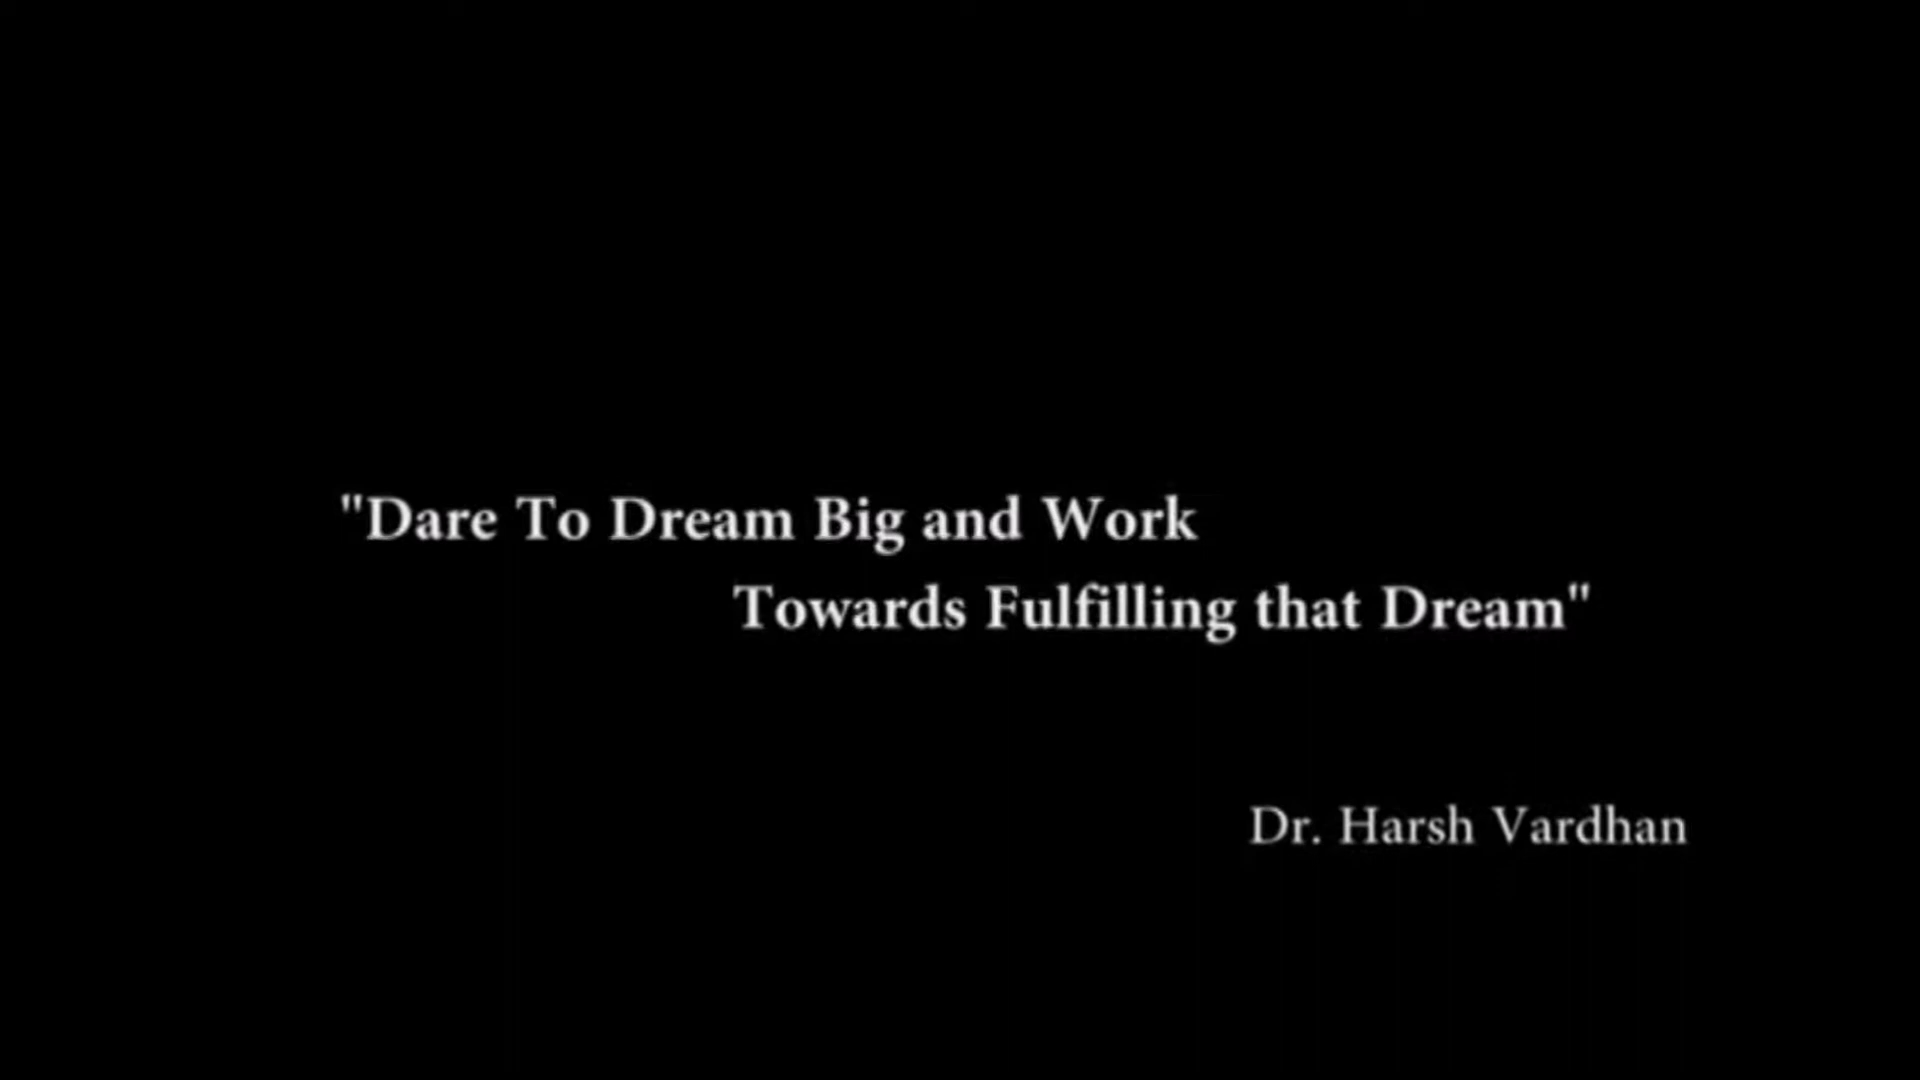 "Dare To Dream Big and Work
Towards Fulfilling that Dream"
Dr. Harsh Vardhan